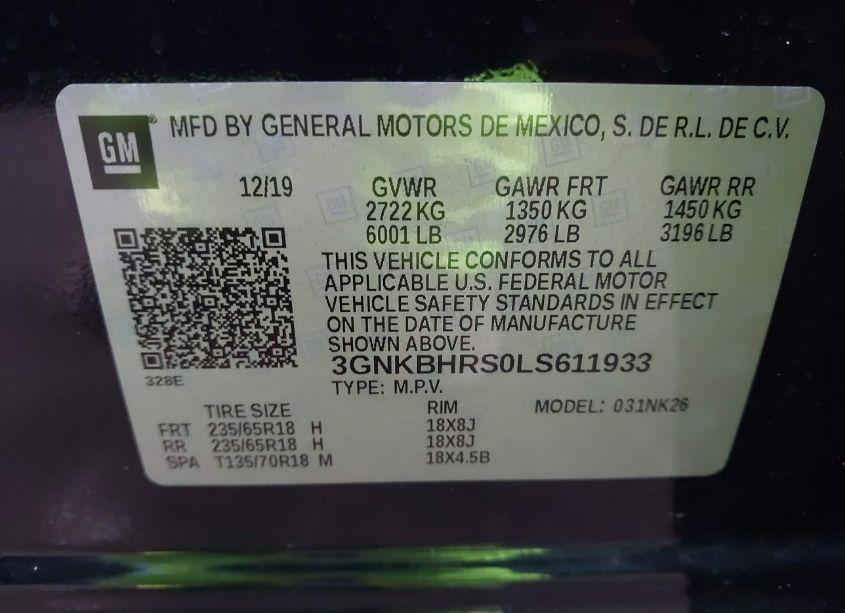 GM® MFD BY GENERAL MOTORS DE MEXICO, S. DE R.L. DE C.V.
12/19 GVWR GAWR FRT GAWR RR
2722 KG 1350 KG 1450 KG
6001 LB 2976 LB 3196 LB
THIS VEHICLE CONFORMS TO ALL
APPLICABLE U.S. FEDERAL MOTOR
VEHICLE SAFETY STANDARDS IN EFFECT
ON THE DATE OF MANUFACTURE
SHOWN ABOVE.
3GNKBHRS0LS611933
328E
TYPE: M.P.V.
TIRE SIZE RIM MODEL: 031NK26
FRT 235/65R18 H 18X8J
RR 235/65R18 H 18X8J
SPA T135/70R18 M 18X4.5B